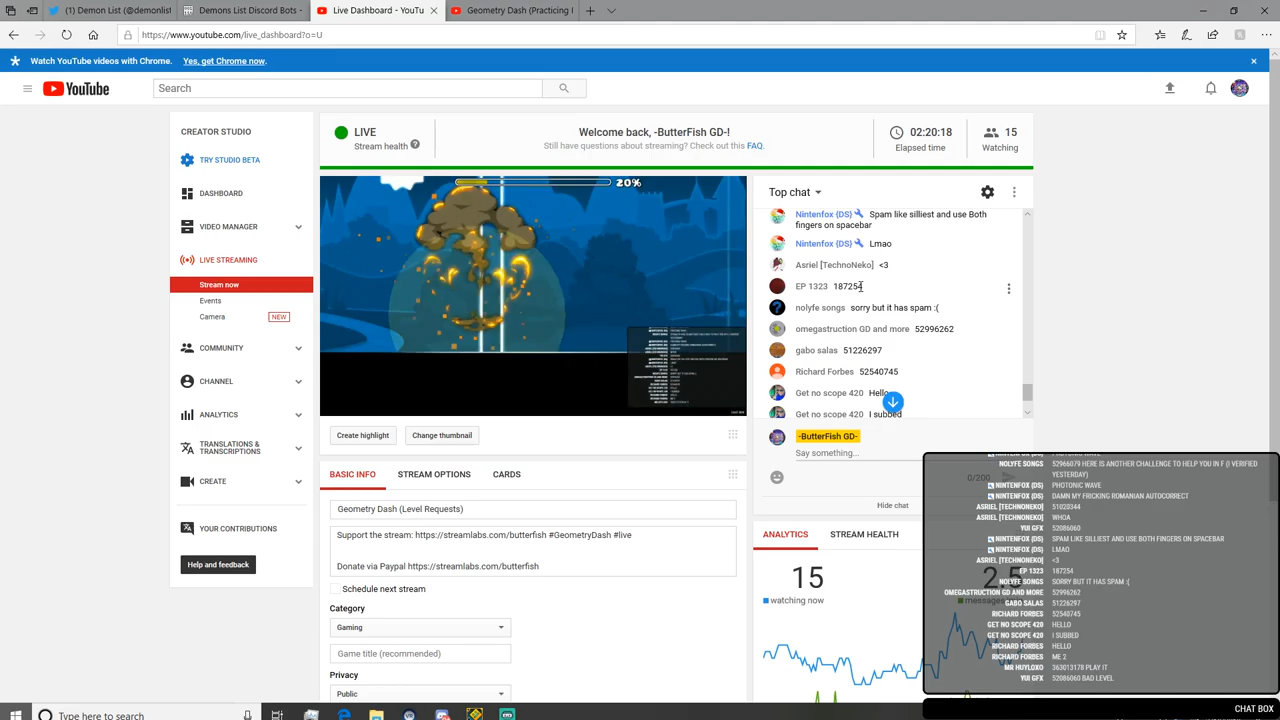 (1) Demon List (@demonlist
Demons List Discord Bots -
Live Dashboard - YouTu
Geometry Dash (Practicing I
https://www.youtube.com/live_dashboard?o=U
Watch YouTube videos with Chrome. Yes, get Chrome now.
YouTube
Search
CREATOR STUDIO
TRY STUDIO BETA
DASHBOARD
VIDEO MANAGER
LIVE STREAMING
Stream now
Events
Camera NEW
COMMUNITY
CHANNEL
ANALYTICS
TRANSLATIONS &
TRANSCRIPTIONS
CREATE
YOUR CONTRIBUTIONS
Help and feedback
LIVE
Stream health
Welcome back, -ButterFish GD-!
Still have questions about streaming? Check out this FAQ.
02:20:18
Elapsed time
15
Watching
20%
Create highlight
Change thumbnail
BASIC INFO
STREAM OPTIONS
CARDS
Geometry Dash (Level Requests)
Support the stream: https://streamlabs.com/butterfish #GeometryDash #live
Donate via Paypal https://streamlabs.com/butterfish
Schedule next stream
Category
Gaming
Game title (recommended)
Privacy
Public
Top chat
Nintenfox {DS} Spam like silliest and use Both
fingers on spacebar
Nintenfox {DS} Lmao
Asriel [TechnoNeko] <3
EP 1323 187254
nolyfe songs sorry but it has spam :(
omegastruction GD and more 52996262
gabo salas 51226297
Richard Forbes 52540745
Get no scope 420 Hello
Get no scope 420 I subbed
-ButterFish GD-
Say something...
0/200
Hide chat
ANALYTICS
STREAM HEALTH
15
watching now
2.5
messages
NOLYFE SONGS 52966079 HERE IS ANOTHER CHALLENGE TO HELP YOU IN F (I VERIFIED
YESTERDAY)
NINTENFOX {DS} PHOTONIC WAVE
NINTENFOX {DS} DAMN MY FRICKING ROMANIAN AUTOCORRECT
ASRIEL [TECHNONEKO] 51020344
ASRIEL [TECHNONEKO] WHOA
YUI GFX 52086060
NINTENFOX {DS} SPAM LIKE SILLIEST AND USE BOTH FINGERS ON SPACEBAR
NINTENFOX {DS} LMAO
ASRIEL [TECHNONEKO] <3
EP 1323 187254
NOLYFE SONGS SORRY BUT IT HAS SPAM :(
OMEGASTRUCTION GD AND MORE 52996262
GABO SALAS 51226297
RICHARD FORBES 52540745
GET NO SCOPE 420 HELLO
GET NO SCOPE 420 I SUBBED
RICHARD FORBES HELLO
RICHARD FORBES ME 2
MR HUYLOXO 363013178 PLAY IT
YUI GFX 52086060 BAD LEVEL
CHAT BOX
Type here to search